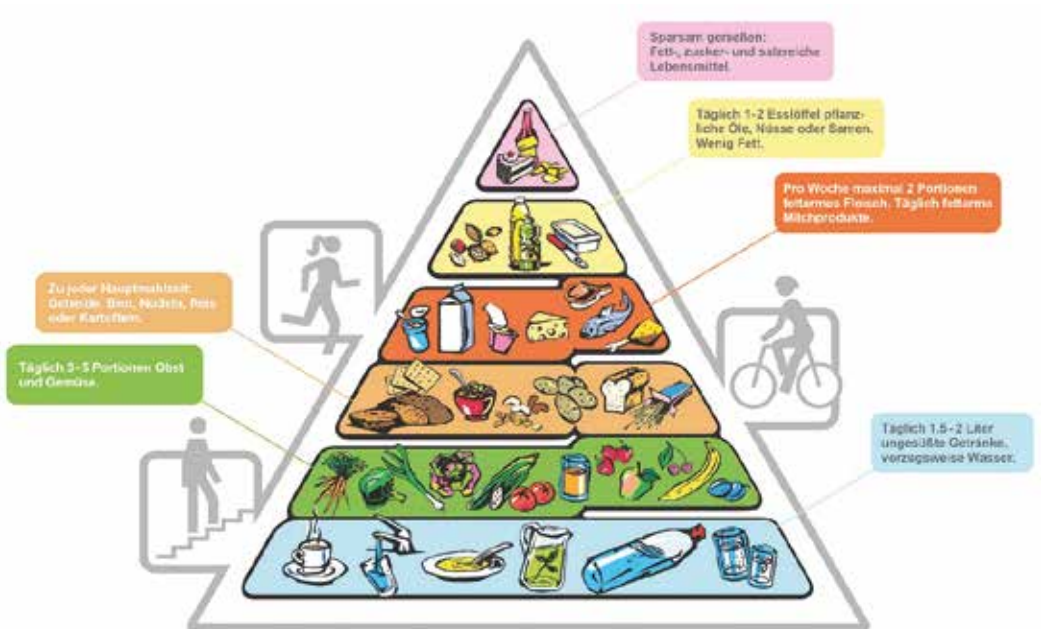 Sparsam genießen:
Fett-, zucker- und salzreiche
Lebensmittel
Täglich 1-2 Esslöffel pflanz-
liche Öle, Nüsse oder Samen.
Wenig Fett.
Pro Woche maximal 2 Portionen
fettarmes Fleisch. Täglich fettarme
Milchprodukte.
Zu jeder Hauptmahlzeit:
Getreide, Brot, Nudeln, Reis
oder Kartoffeln.
Täglich 3-5 Portionen Obst
und Gemüse.
Täglich 1.5-2 Liter
ungesüßte Getränke,
vorzugsweise Wasser.